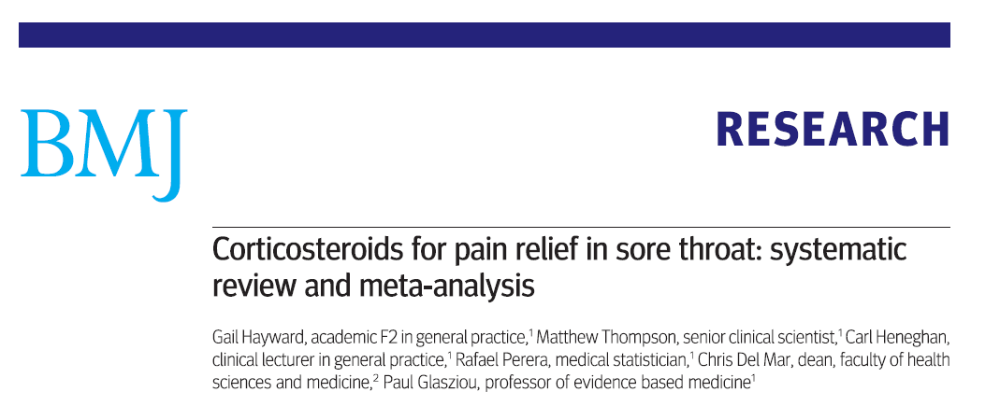 BMJ
RESEARCH
Corticosteroids for pain relief in sore throat: systematic
review and meta-analysis
Gail Hayward, academic F2 in general practice,¹ Matthew Thompson, senior clinical scientist,¹ Carl Heneghan,
clinical lecturer in general practice,¹ Rafael Perera, medical statistician,¹ Chris Del Mar, dean, faculty of health
sciences and medicine,² Paul Glasziou, professor of evidence based medicine¹